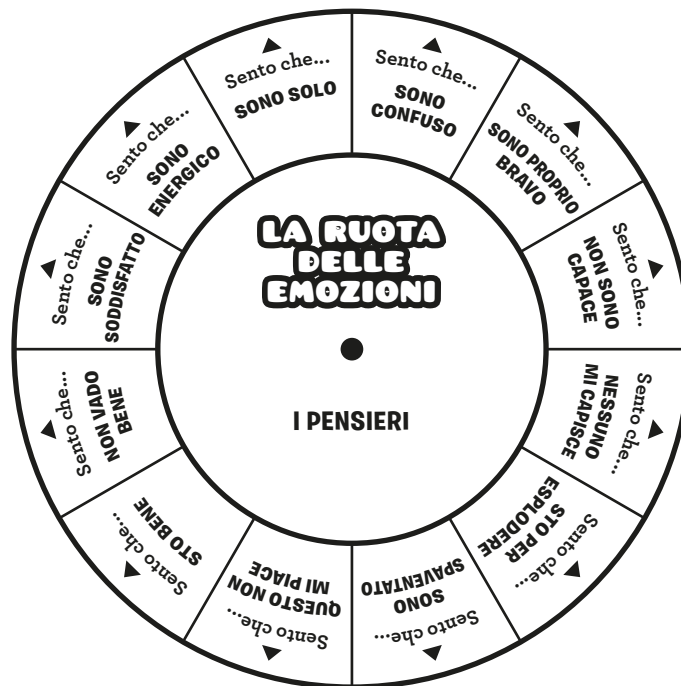 LA RUOTA
DELLE
EMOZIONI
I PENSIERI
Sento che...
SONO
CONFUSO
Sento che...
SONO PROPRIO
BRAVO
Sento che...
NON SONO
CAPACE
Sento che...
NESSUNO
MI CAPISCE
Sento che...
STO PER
ESPLODERE
Sento che...
SONO
SPAVENTATO
Sento che...
QUESTO NON
MI PIACE
Sento che...
STO BENE
Sento che...
NON VADO
BENE
Sento che...
SONO
SODDISFATTO
Sento che...
SONO
ENERGICO
Sento che...
SONO SOLO